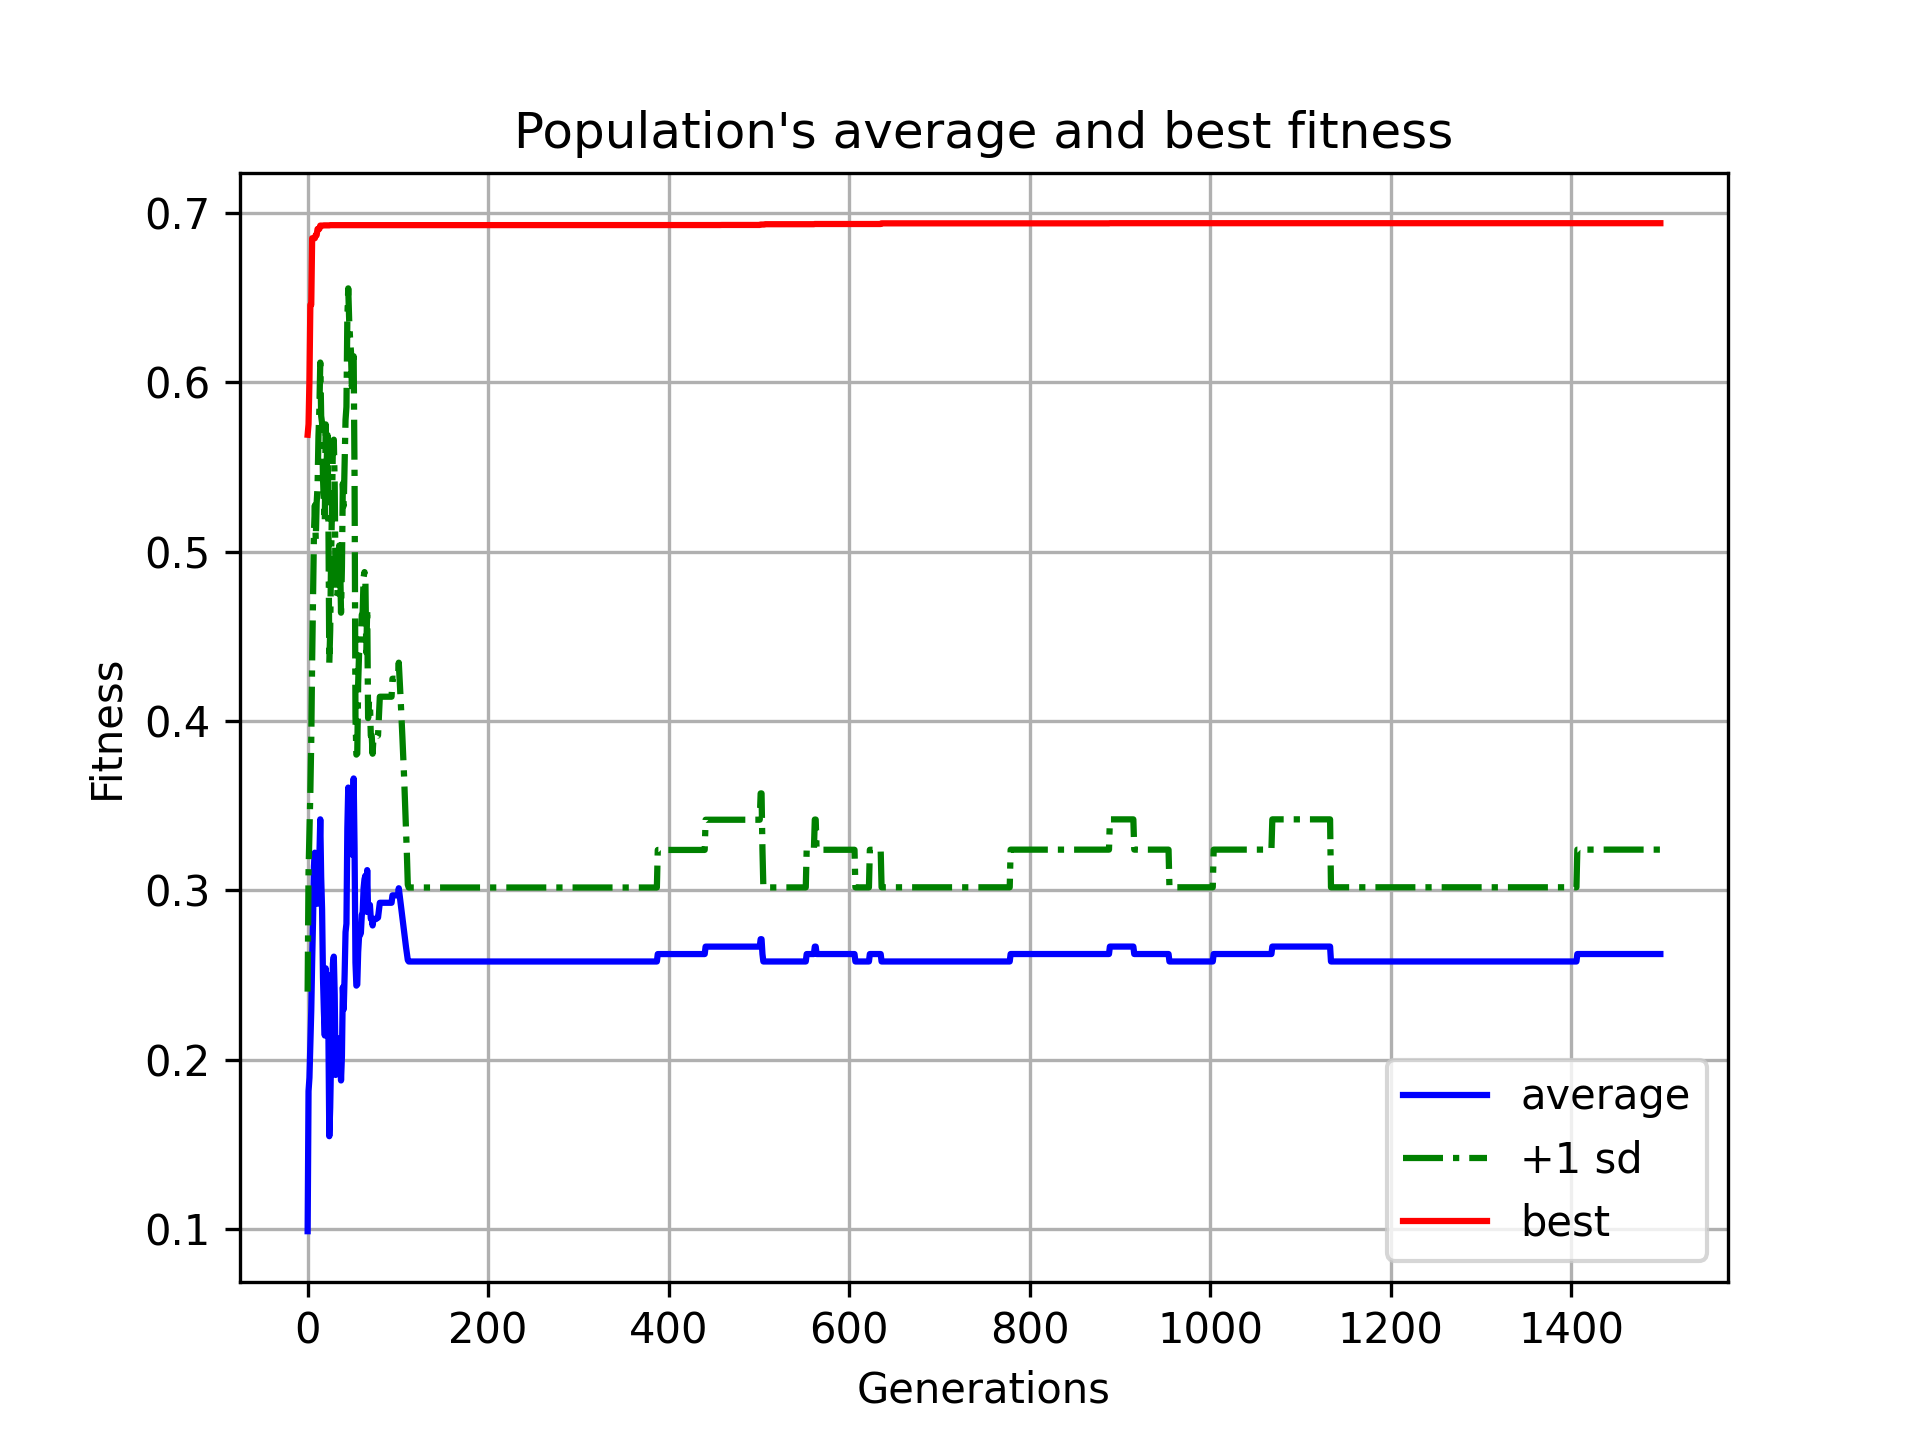 Population's average and best fitness
Fitness
0.7
0.6
0.5
0.4
0.3
0.2
0.1
0 200 400 600 800 1000 1200 1400
Generations
average
+1 sd
best